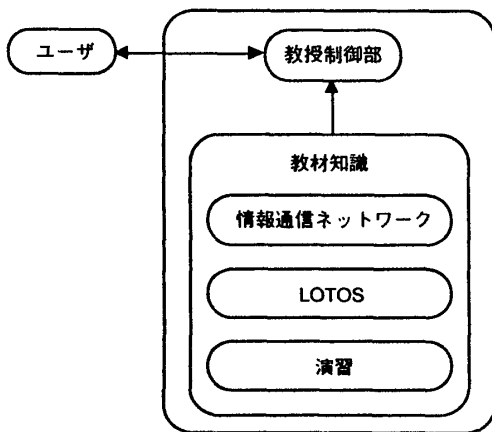 ユーザ
教授制御部
教材知識
情報通信ネットワーク
LOTOS
演習